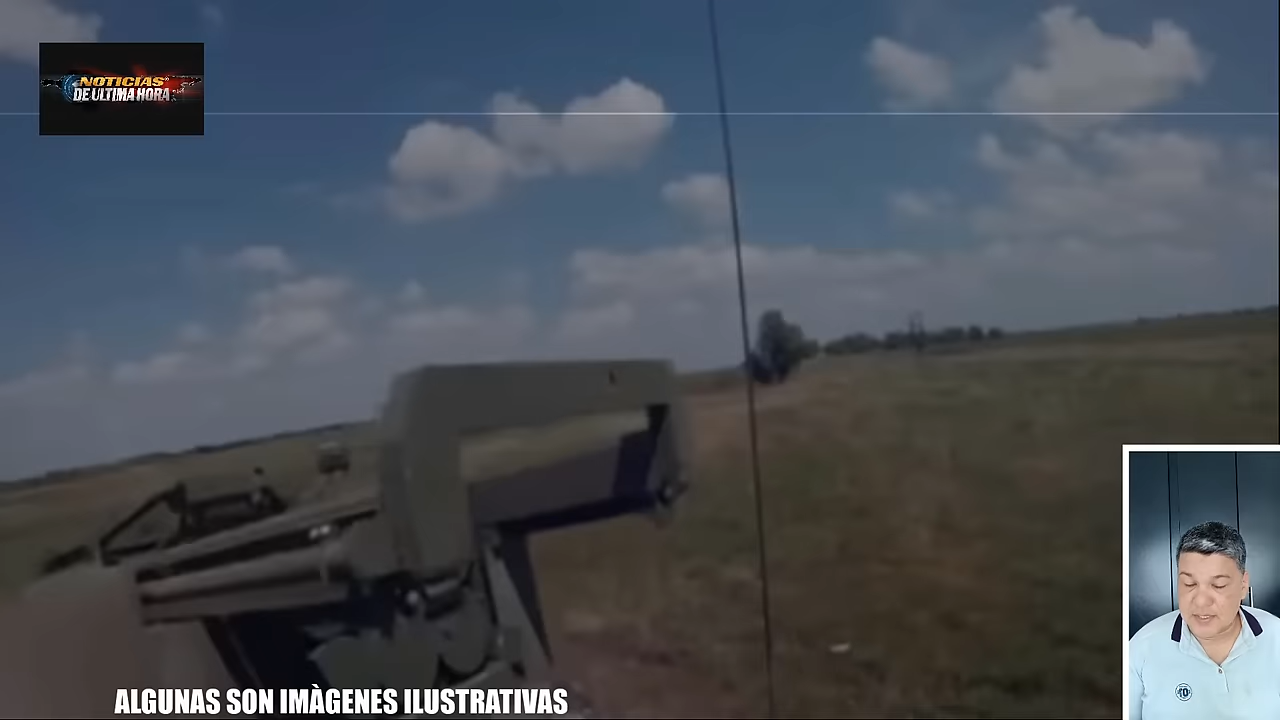 NOTICIAS
DE ULTIMA HORA
ALGUNAS SON IMÀGENES ILUSTRATIVAS